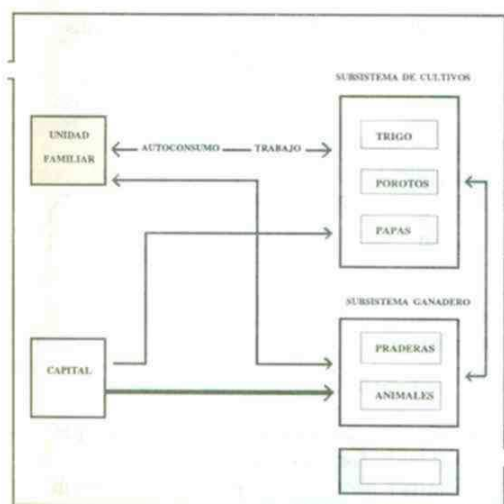 SUBSISTEMA DE CULTIVOS
UNIDAD
FAMILIAR
AUTOCONSUMO
TRABAJO
TRIGO
POROTOS
PAPAS
SUBSISTEMA GANADERO
CAPITAL
PRADERAS
ANIMALES